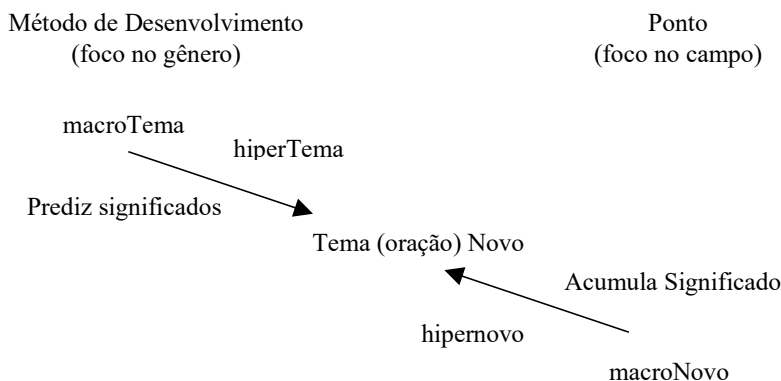 Método de Desenvolvimento
(foco no gênero)
Ponto
(foco no campo)
macroTema
hiperTema
Prediz significados
Tema (oração) Novo
Acumula Significado
hipernovo
macroNovo